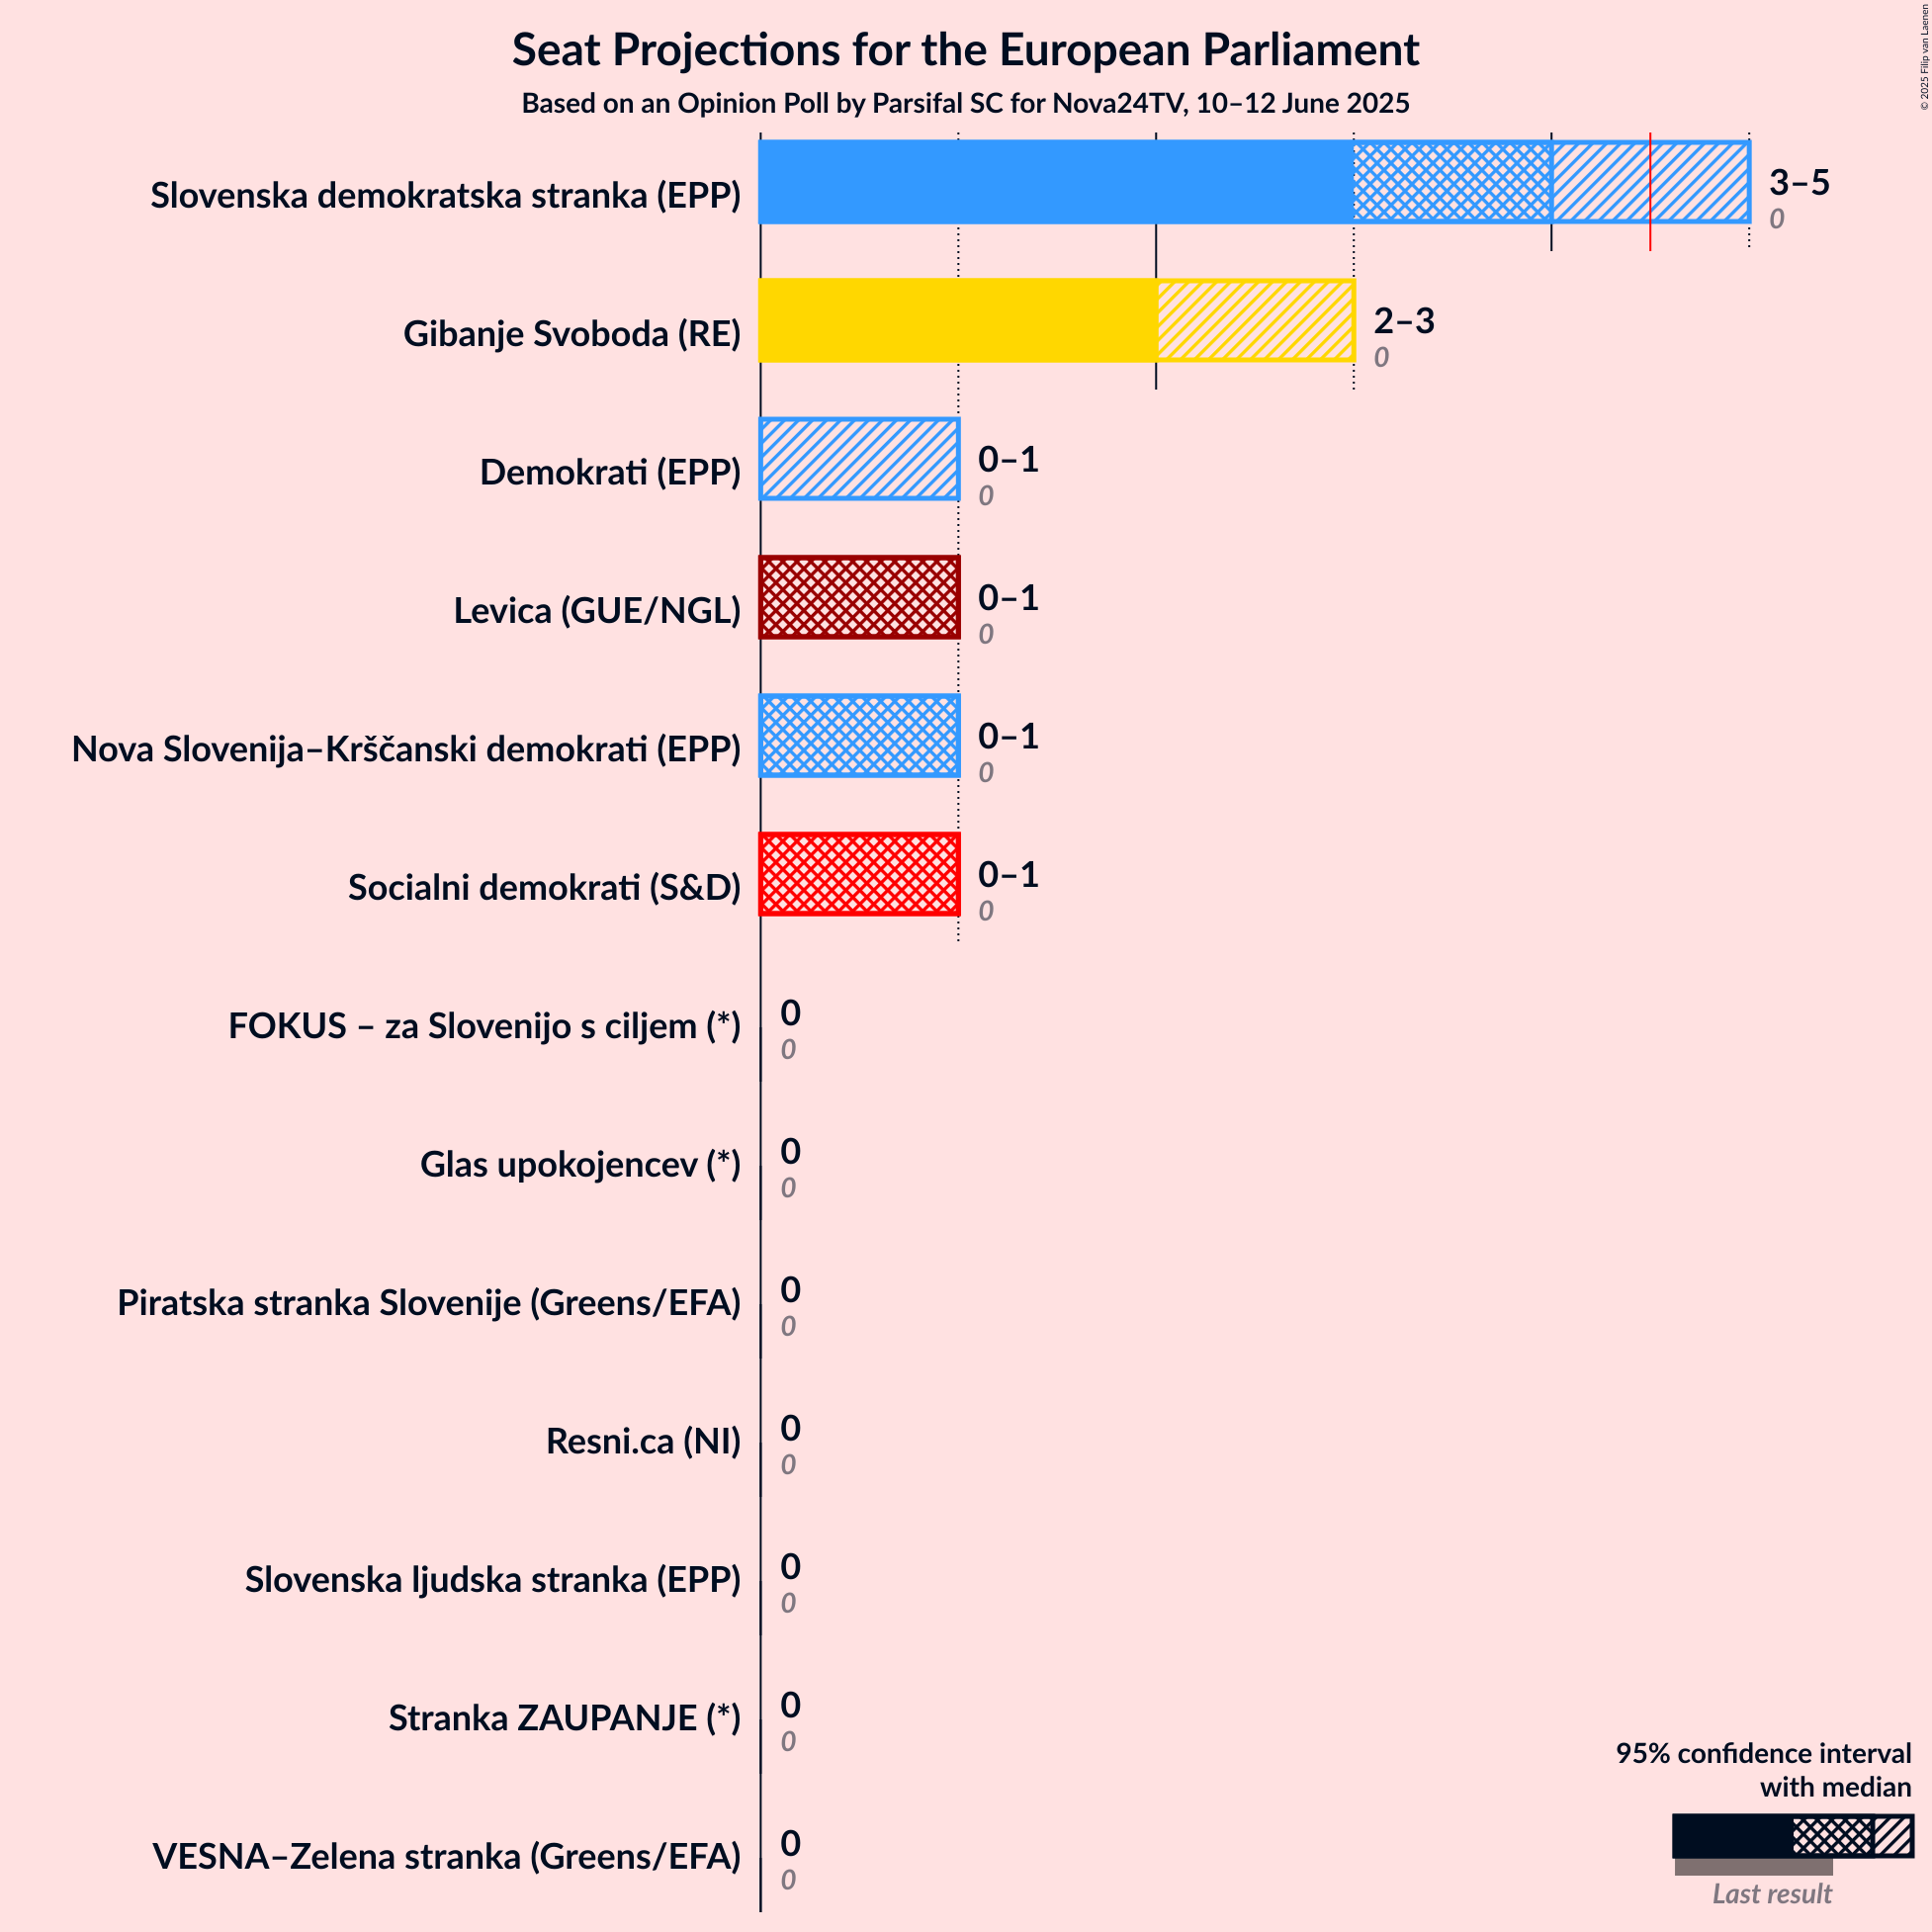 Seat Projections for the European Parliament
Based on an Opinion Poll by Parsifal SC for Nova24TV, 10–12 June 2025
© 2025 Filip van Laenen
Slovenska demokratska stranka (EPP)
3–5
0
Gibanje Svoboda (RE)
2–3
0
Demokrati (EPP)
0–1
0
Levica (GUE/NGL)
0–1
0
Nova Slovenija–Krščanski demokrati (EPP)
0–1
0
Socialni demokrati (S&D)
0–1
0
FOKUS – za Slovenijo s ciljem (*)
0
0
Glas upokojencev (*)
0
0
Piratska stranka Slovenije (Greens/EFA)
0
0
Resni.ca (NI)
0
0
Slovenska ljudska stranka (EPP)
0
0
Stranka ZAUPANJE (*)
0
0
VESNA–Zelena stranka (Greens/EFA)
0
0
95% confidence interval
with median
Last result